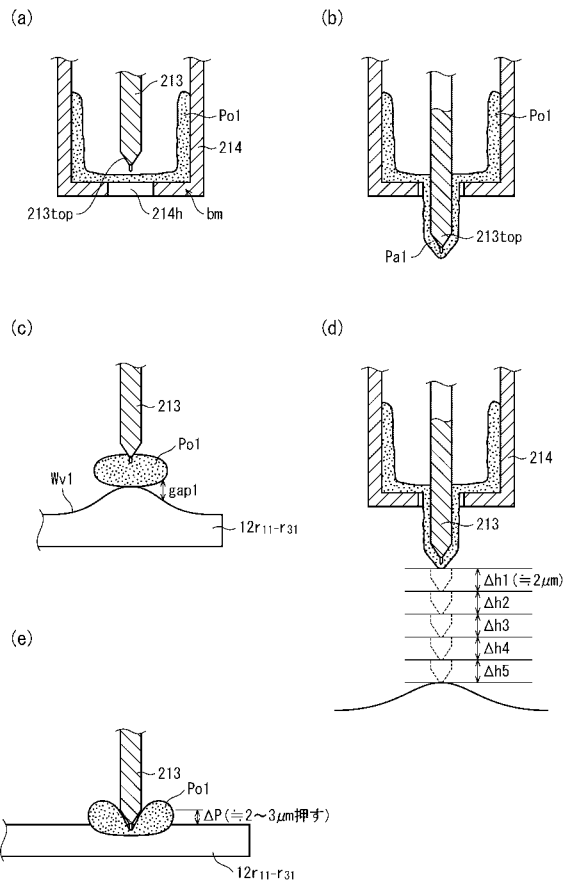 (a)
213
Po1
214
213top
214h
bm
(b)
Po1
213top
Pa1
(c)
213
Po1
Wv1
gap1
12r11-r31
(d)
214
213
Δh1(≒2μm)
Δh2
Δh3
Δh4
Δh5
(e)
213
Po1
ΔP(≒2〜3μm押す)
12r11-r31